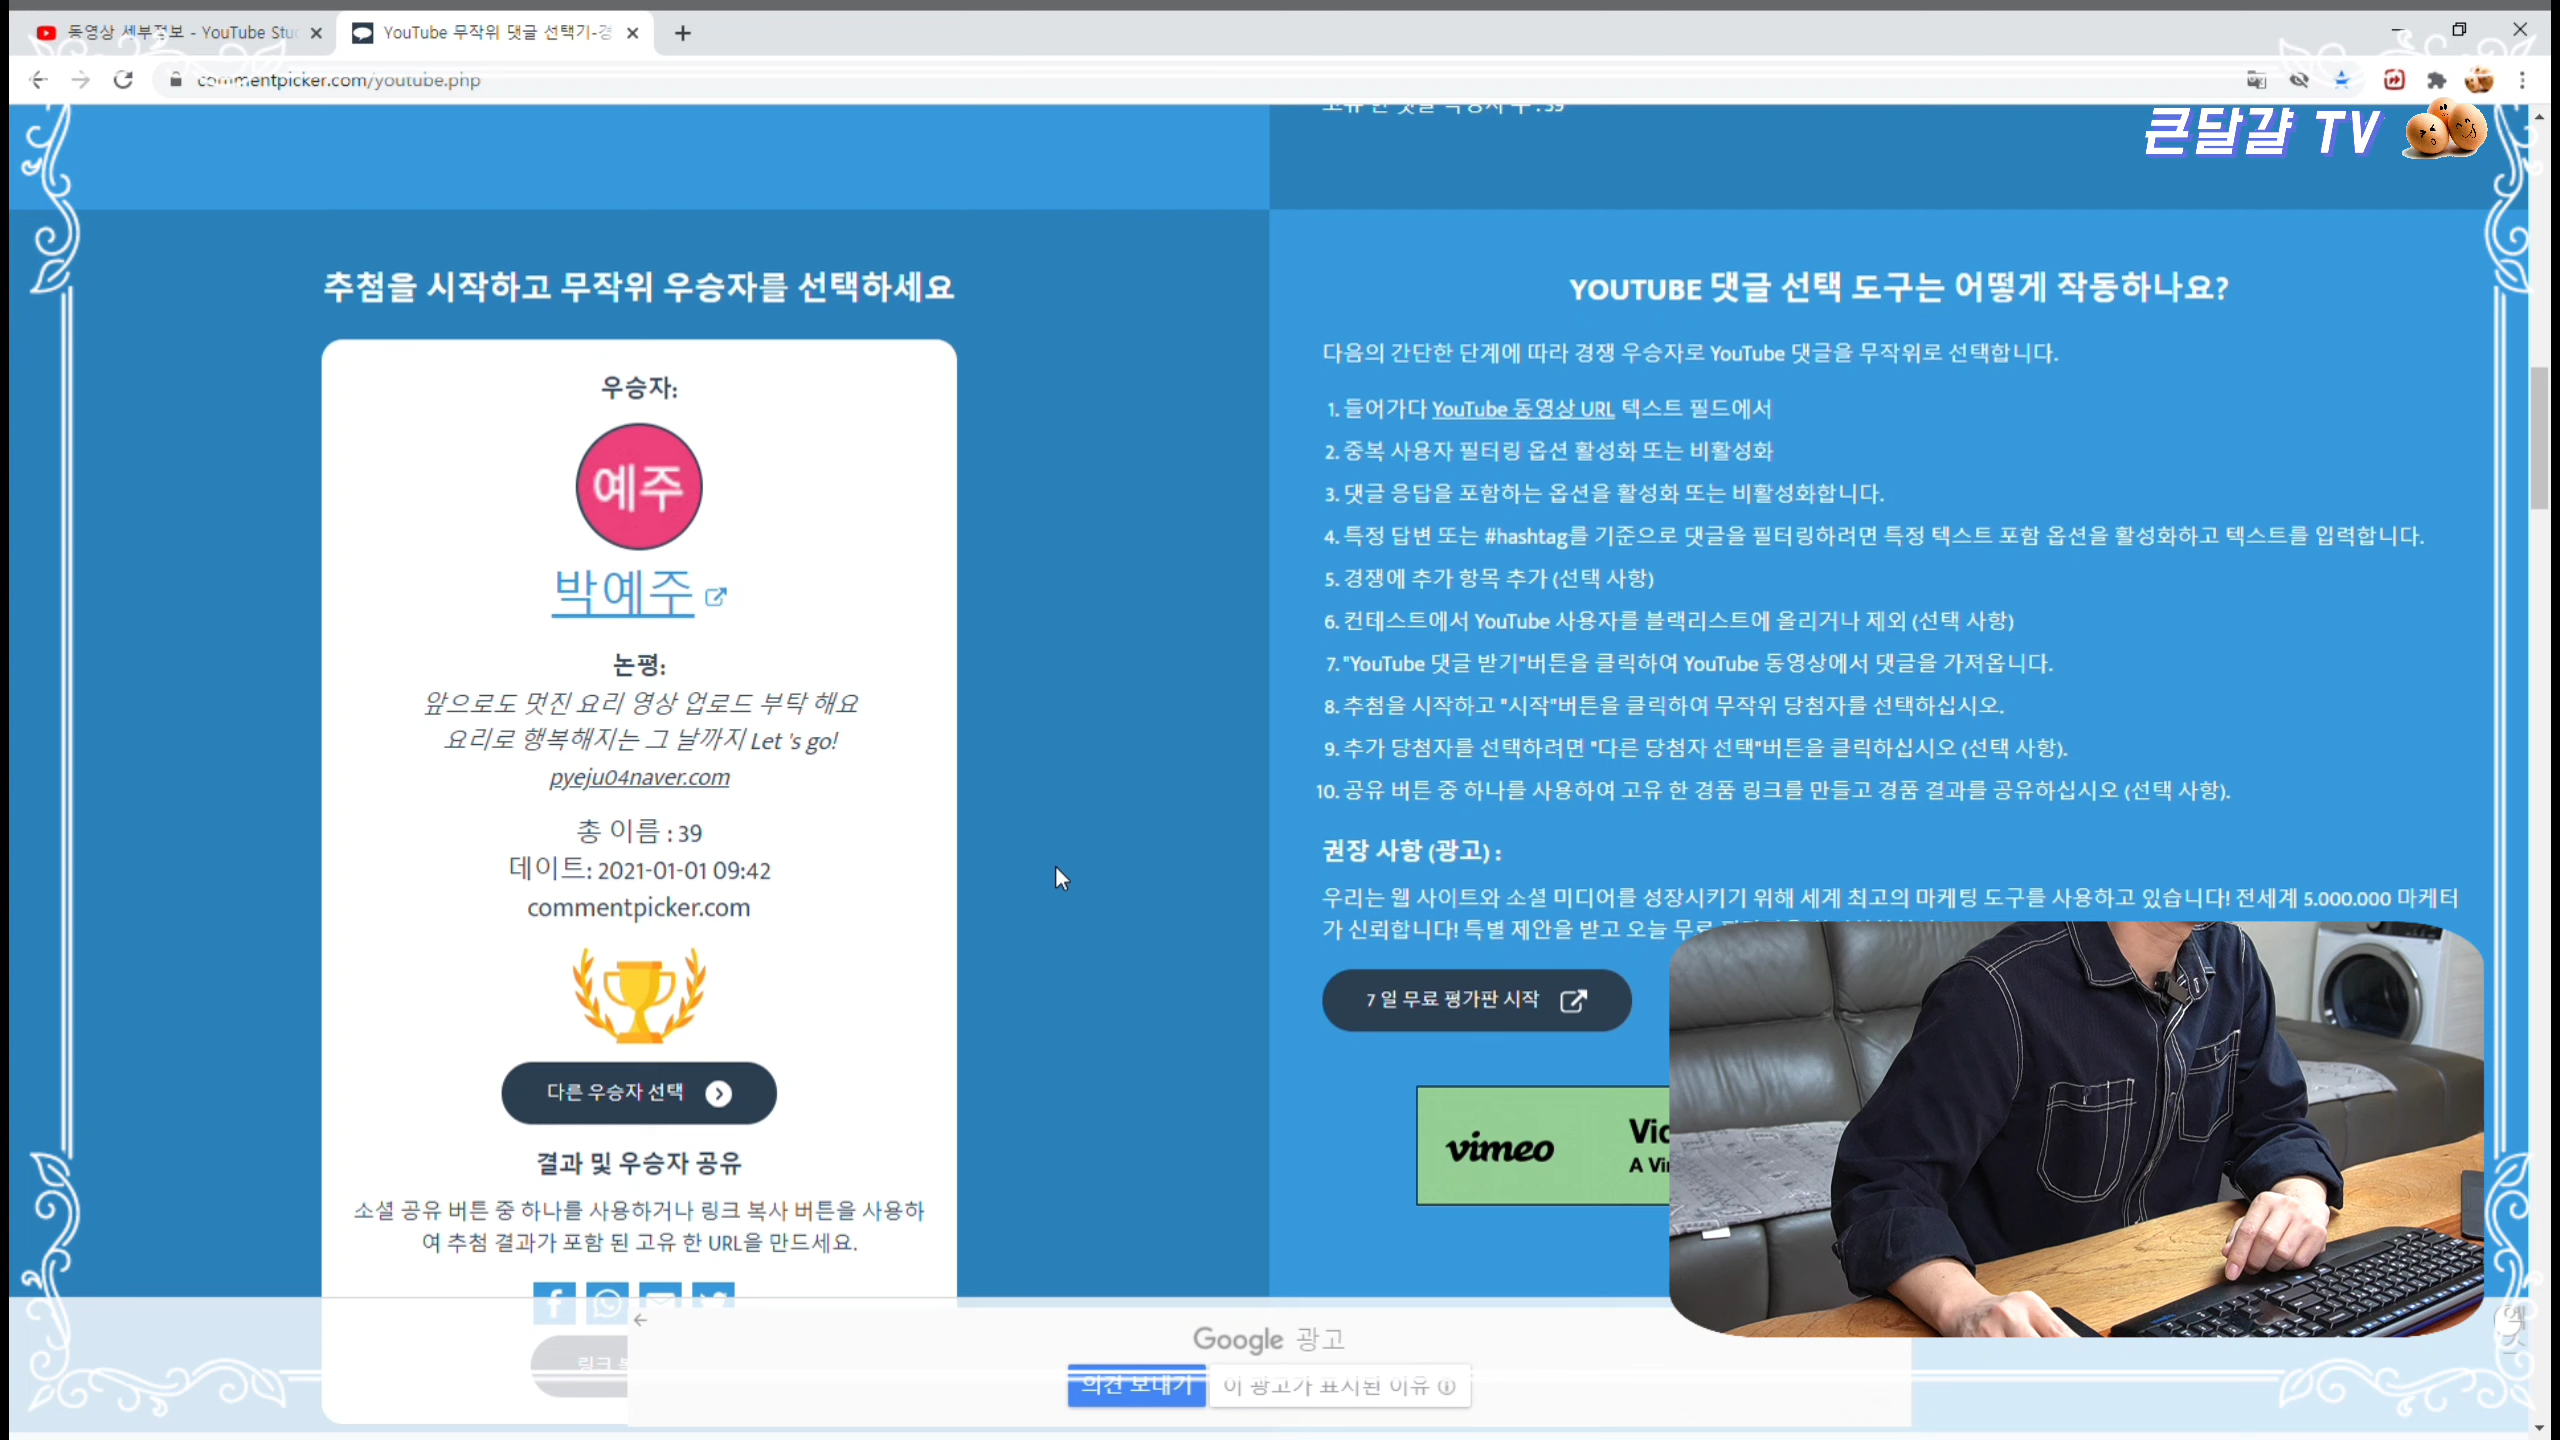 동영상 세부정보 - YouTube Stu
YouTube 무작위 댓글 선택기-경
commentpicker.com/youtube.php
큰달걀 TV
추첨을 시작하고 무작위 우승자를 선택하세요
우승자:
예주
박예주
논평:
앞으로도 멋진 요리 영상 업로드 부탁 해요
요리로 행복해지는 그 날까지 Let 's go!
pyeju04naver.com
총 이름 : 39
데이트: 2021-01-01 09:42
commentpicker.com
다른 우승자 선택
결과 및 우승자 공유
소셜 공유 버튼 중 하나를 사용하거나 링크 복사 버튼을 사용하
여 추첨 결과가 포함 된 고유 한 URL을 만드세요.
링크
YOUTUBE 댓글 선택 도구는 어떻게 작동하나요?
다음의 간단한 단계에 따라 경쟁 우승자로 YouTube 댓글을 무작위로 선택합니다.
1. 들어가다 YouTube 동영상 URL 텍스트 필드에서
2. 중복 사용자 필터링 옵션 활성화 또는 비활성화
3. 댓글 응답을 포함하는 옵션을 활성화 또는 비활성화합니다.
4. 특정 답변 또는 #hashtag를 기준으로 댓글을 필터링하려면 특정 텍스트 포함 옵션을 활성화하고 텍스트를 입력합니다.
5. 경쟁에 추가 항목 추가 (선택 사항)
6. 컨테스트에서 YouTube 사용자를 블랙리스트에 올리거나 제외 (선택 사항)
7. "YouTube 댓글 받기"버튼을 클릭하여 YouTube 동영상에서 댓글을 가져옵니다.
8. 추첨을 시작하고 "시작"버튼을 클릭하여 무작위 당첨자를 선택하십시오.
9. 추가 당첨자를 선택하려면 "다른 당첨자 선택"버튼을 클릭하십시오 (선택 사항).
10. 공유 버튼 중 하나를 사용하여 고유 한 경품 링크를 만들고 경품 결과를 공유하십시오 (선택 사항).
권장 사항 (광고) :
우리는 웹 사이트와 소셜 미디어를 성장시키기 위해 세계 최고의 마케팅 도구를 사용하고 있습니다! 전세계 5.000.000 마케터
가 신뢰합니다! 특별 제안을 받고 오늘 무료
7 일 무료 평가판 시작
vimeo
Vid
A Vi
Google 광고
의견 보내기
이 광고가 표시된 이유